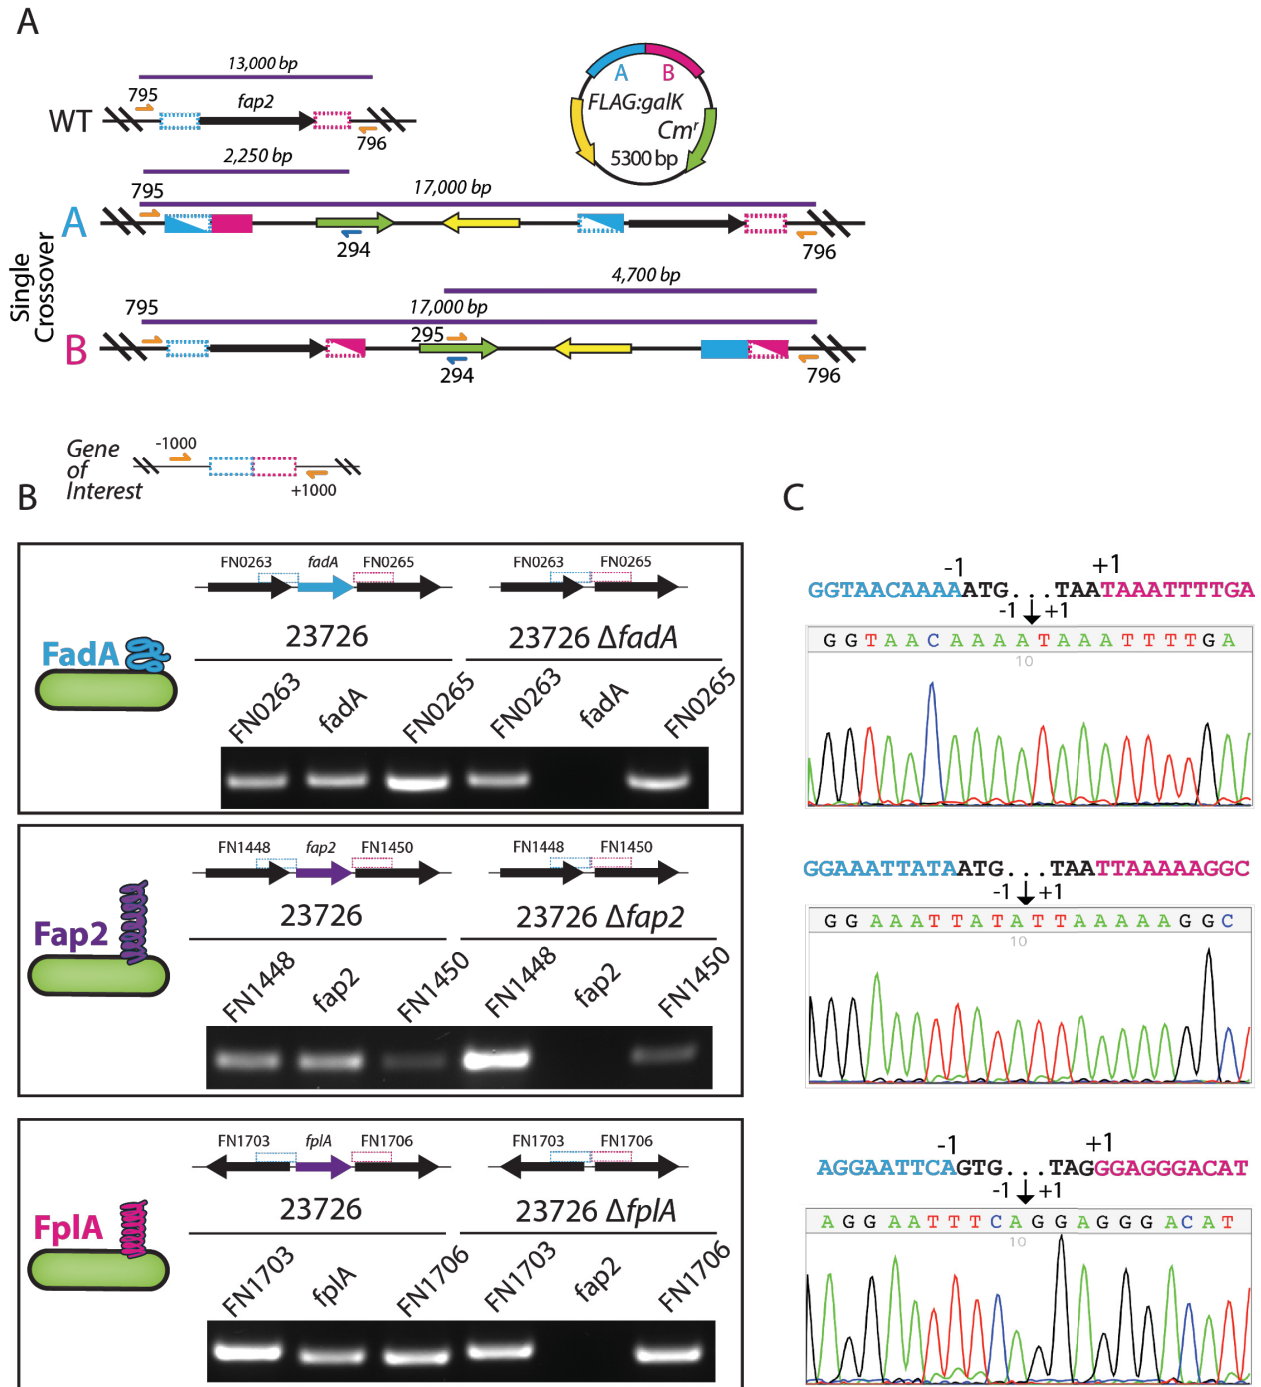 A
13,000 bp
795
fap2
WT
796
A B
FLAG:galK
Cmʳ
5300 bp
2,250 bp
795
17,000 bp
A
294
796
Single
Crossover
4,700 bp
795
17,000 bp
295
B
294
796
Gene
of
Interest
-1000
+1000
B
C
FN0263 fadA FN0265 FN0263 FN0265
23726 23726 ΔfadA
FadA
FN0263 fadA FN0265 FN0263 fadA FN0265
FN1448 fap2 FN1450 FN1448 FN1450
23726 23726 Δfap2
Fap2
FN1448 fap2 FN1450 FN1448 fap2 FN1450
FN1703 fplA FN1706 FN1703 FN1706
23726 23726 ΔfplA
FplA
FN1703 fplA FN1706 FN1703 fap2 FN1706
-1 +1
GGTAACAAAAATG...TAATAAATTTTGA
-1 +1
G G T A A C A A A A T A A A T T T T G A
10
GGAAATTATAATG...TAATTAAAAAGGC
-1 +1
G G A A A T T A T A T T A A A A A G G C
10
-1 +1
AGGAATTCAGTG...TAGGGAGGGACAT
-1 +1
A G G A A T T T C A G G A G G G A C A T
10